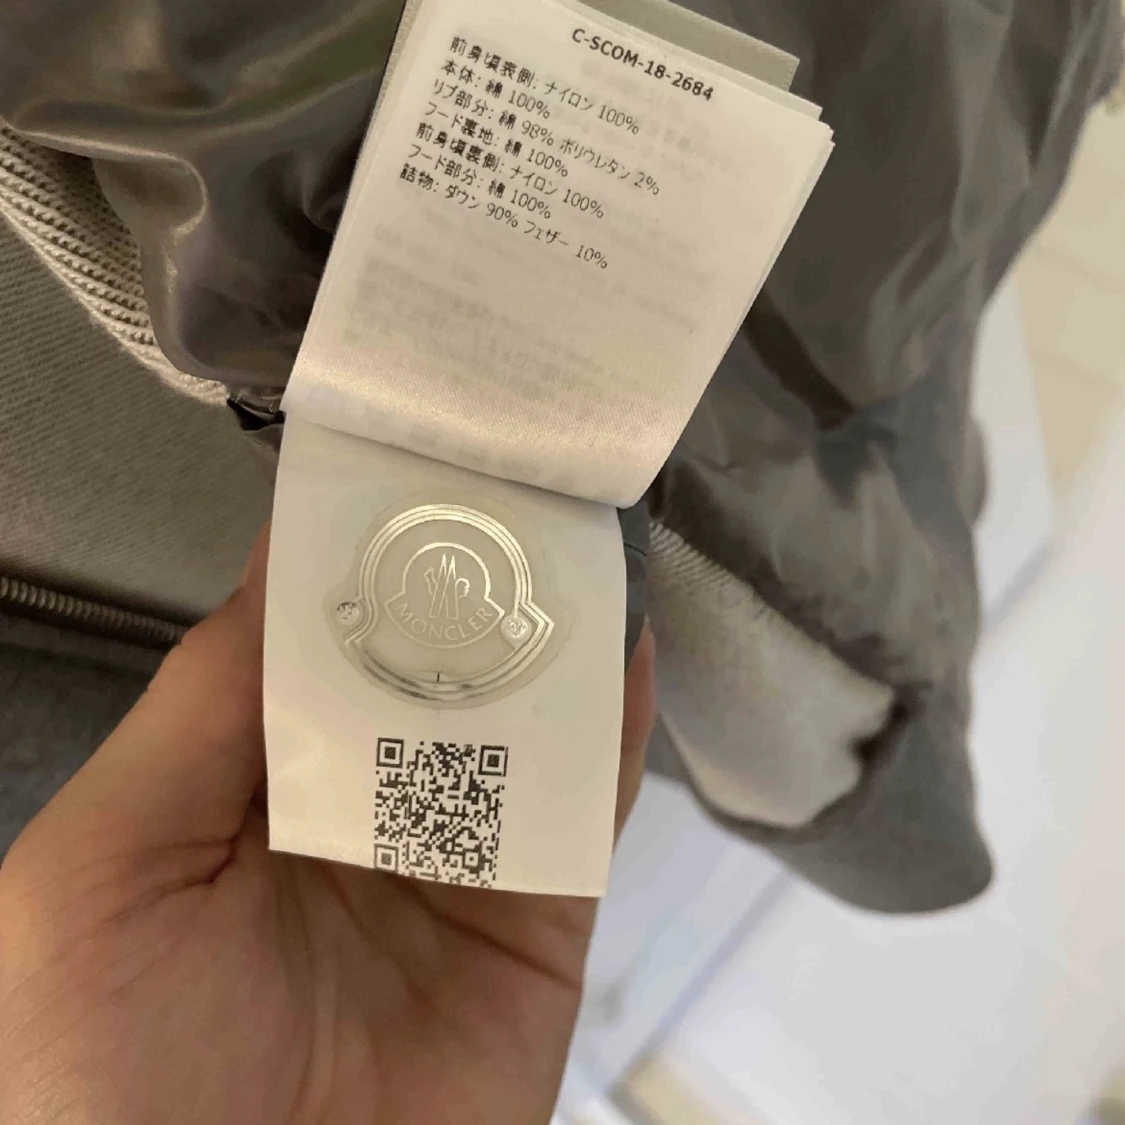 C-SCOM-18-2684
前身頃表側: ナイロン 100%
本体: 綿 100%
リブ部分: 綿 98% ポリウレタン 2%
フード裏地: 綿 100%
前身頃裏側: ナイロン 100%
フード部分: 綿 100%
詰物: ダウン 90% フェザー 10%
MONCLER